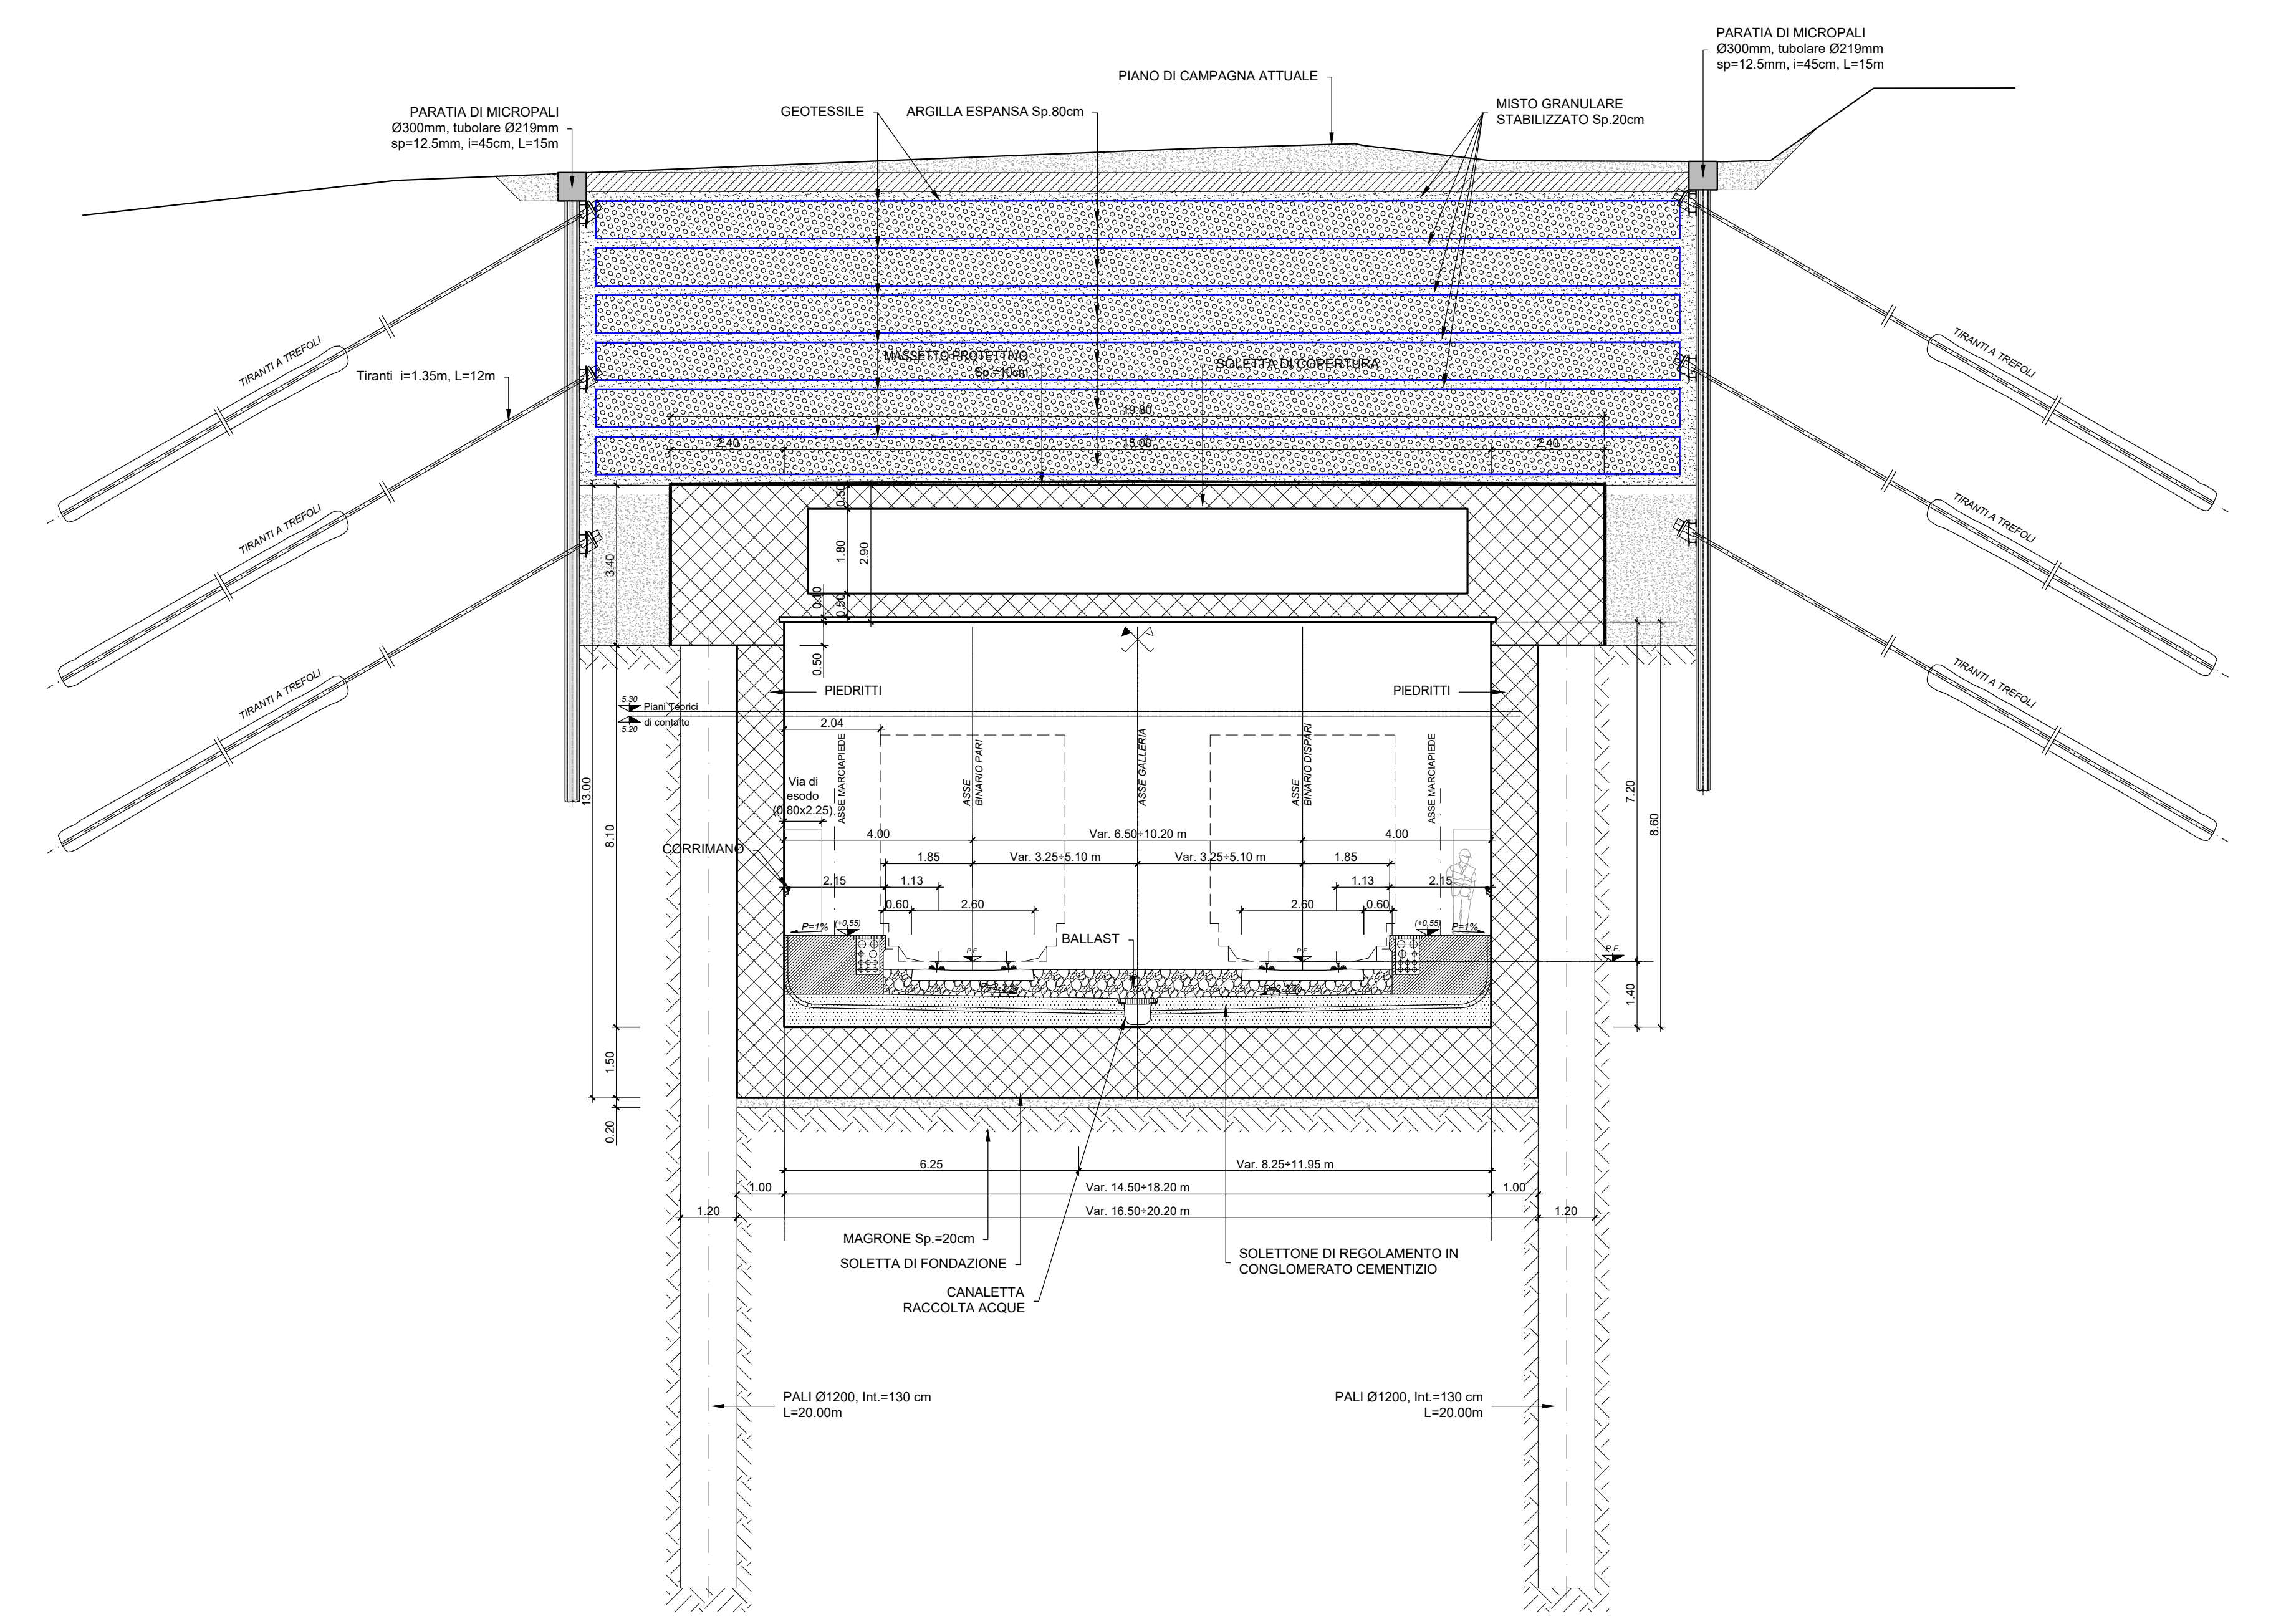 PARATIA DI MICROPALI
Ø300mm, tubolare Ø219mm
sp=12.5mm, i=45cm, L=15m
PIANO DI CAMPAGNA ATTUALE
PARATIA DI MICROPALI
Ø300mm, tubolare Ø219mm
sp=12.5mm, i=45cm, L=15m
GEOTESSILE
ARGILLA ESPANSA Sp.80cm
MISTO GRANULARE
STABILIZZATO Sp.20cm
TIRANTI A TREFOLI
TIRANTI A TREFOLI
Tiranti i=1.35m, L=12m
MASSETTO PROTETTIVO
Sp.=10cm
SOLETTA DI COPERTURA
19.80
2.40
15.00
2.40
TIRANTI A TREFOLI
TIRANTI A TREFOLI
0.50
3.40
1.80
2.90
0.10
0.50
0.50
TIRANTI A TREFOLI
TIRANTI A TREFOLI
PIEDRITTI
PIEDRITTI
5.30
Piani Teorici
di contatto
5.20
2.04
ASSE MARCIAPIEDE
ASSE
BINARIO PARI
ASSE GALLERIA
ASSE
BINARIO DISPARI
ASSE MARCIAPIEDE
Via di
esodo
(0.80x2.25)
13.00
8.10
7.20
8.60
4.00
Var. 6.50÷10.20 m
4.00
CORRIMANO
1.85
Var. 3.25÷5.10 m
Var. 3.25÷5.10 m
1.85
2.15
1.13
1.13
2.15
0.60
2.60
2.60
0.60
P=1%
(+0.55)
BALLAST
(+0.55)
P=1%
P.F.
P.F.
P.F.
1.40
1.50
0.20
6.25
Var. 8.25÷11.95 m
1.00
Var. 14.50÷18.20 m
1.00
1.20
Var. 16.50÷20.20 m
1.20
MAGRONE Sp.=20cm
SOLETTA DI FONDAZIONE
SOLETTONE DI REGOLAMENTO IN
CONGLOMERATO CEMENTIZIO
CANALETTA
RACCOLTA ACQUE
PALI Ø1200, Int.=130 cm
L=20.00m
PALI Ø1200, Int.=130 cm
L=20.00m